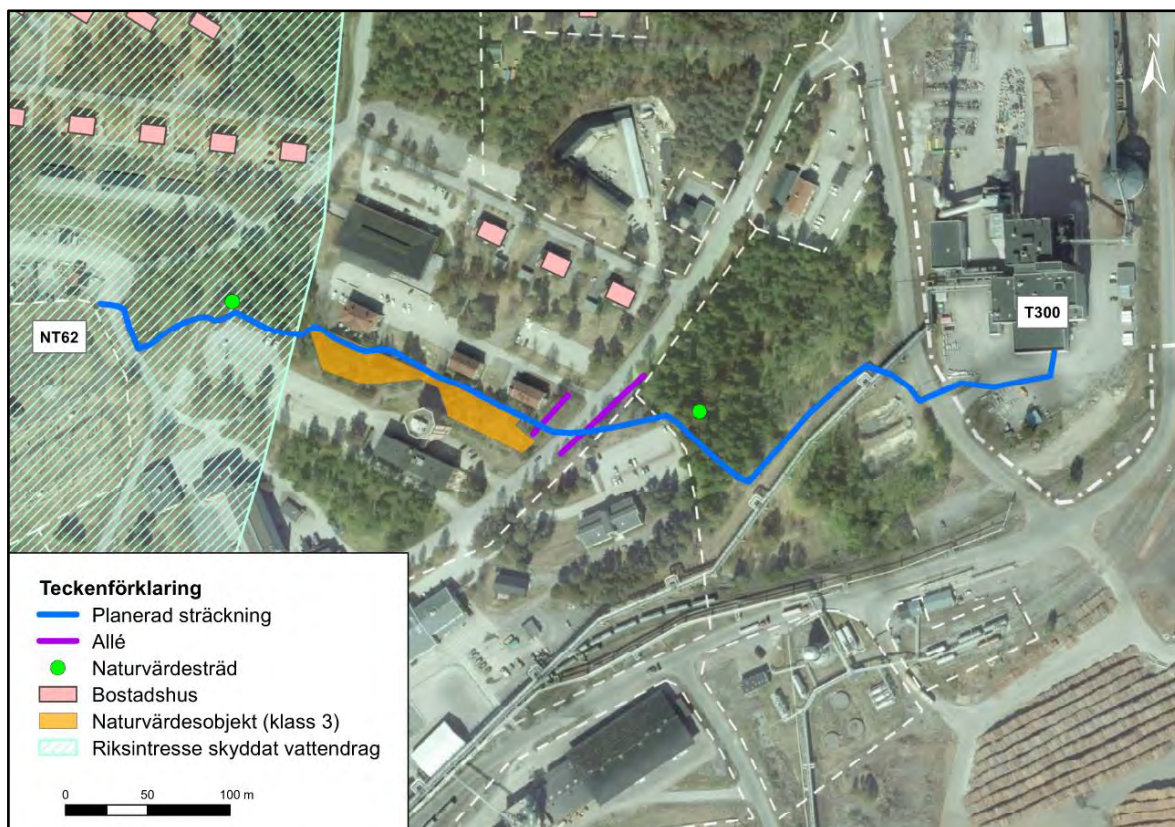 N
T300
NT62
Teckenförklaring
Planerad sträckning
Allé
Naturvärdesträd
Bostadshus
Naturvärdesobjekt (klass 3)
Riksintresse skyddat vattendrag
0 50 100 m